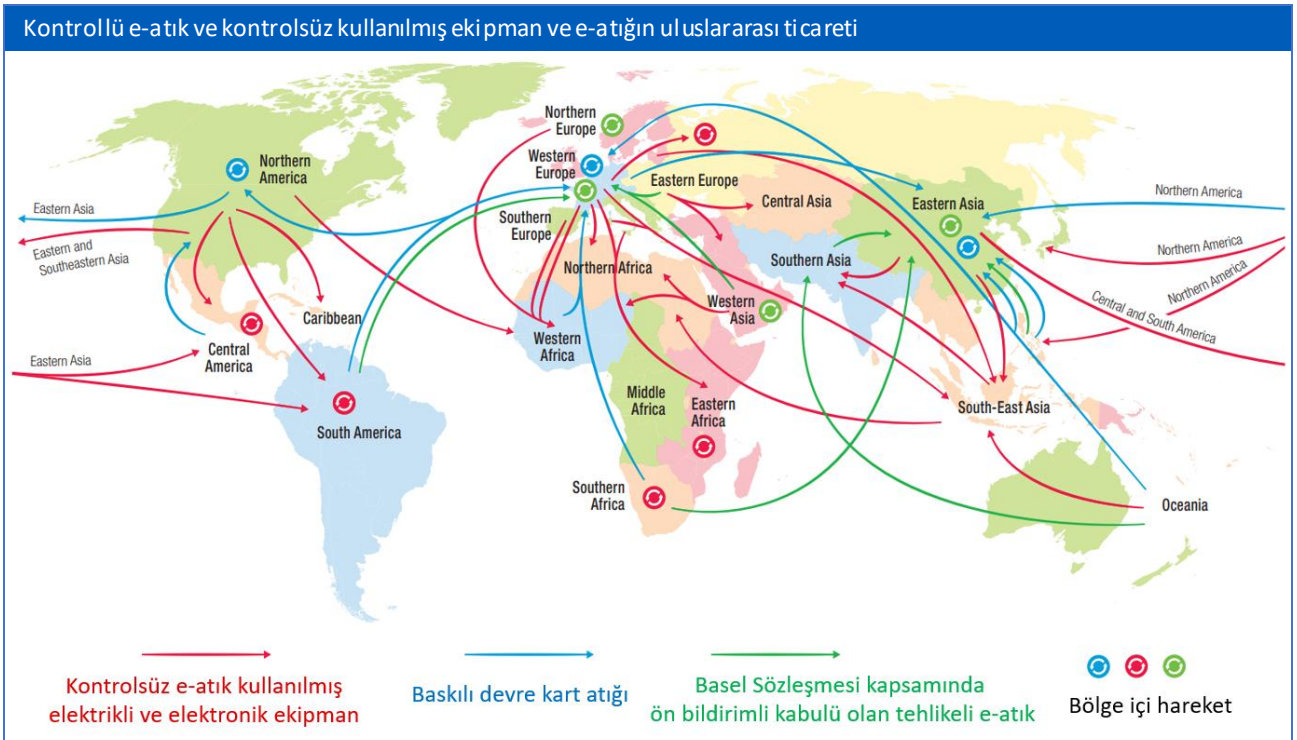 Kontrollü e-atık ve kontrolsüz kullanılmış ekipman ve e-atığın uluslararası ticareti
Northern
Europe
Northern
America
Western
Europe
Eastern Europe
Central Asia
Eastern Asia
Northern America
Eastern Asia
Southern
Europe
Eastern and
Southeastern Asia
Northern Africa
Southern Asia
Northern America
Northern America
Caribbean
Western
Asia
Central and South America
Eastern Asia
Central
America
Western
Africa
Middle
Africa
Eastern
Africa
South-East Asia
South America
Southern
Africa
Oceania
Kontrolsüz e-atık kullanılmış
elektrikli ve elektronik ekipman
Baskılı devre kart atığı
Basel Sözleşmesi kapsamında
ön bildirimli kabulü olan tehlikeli e-atık
Bölge içi hareket